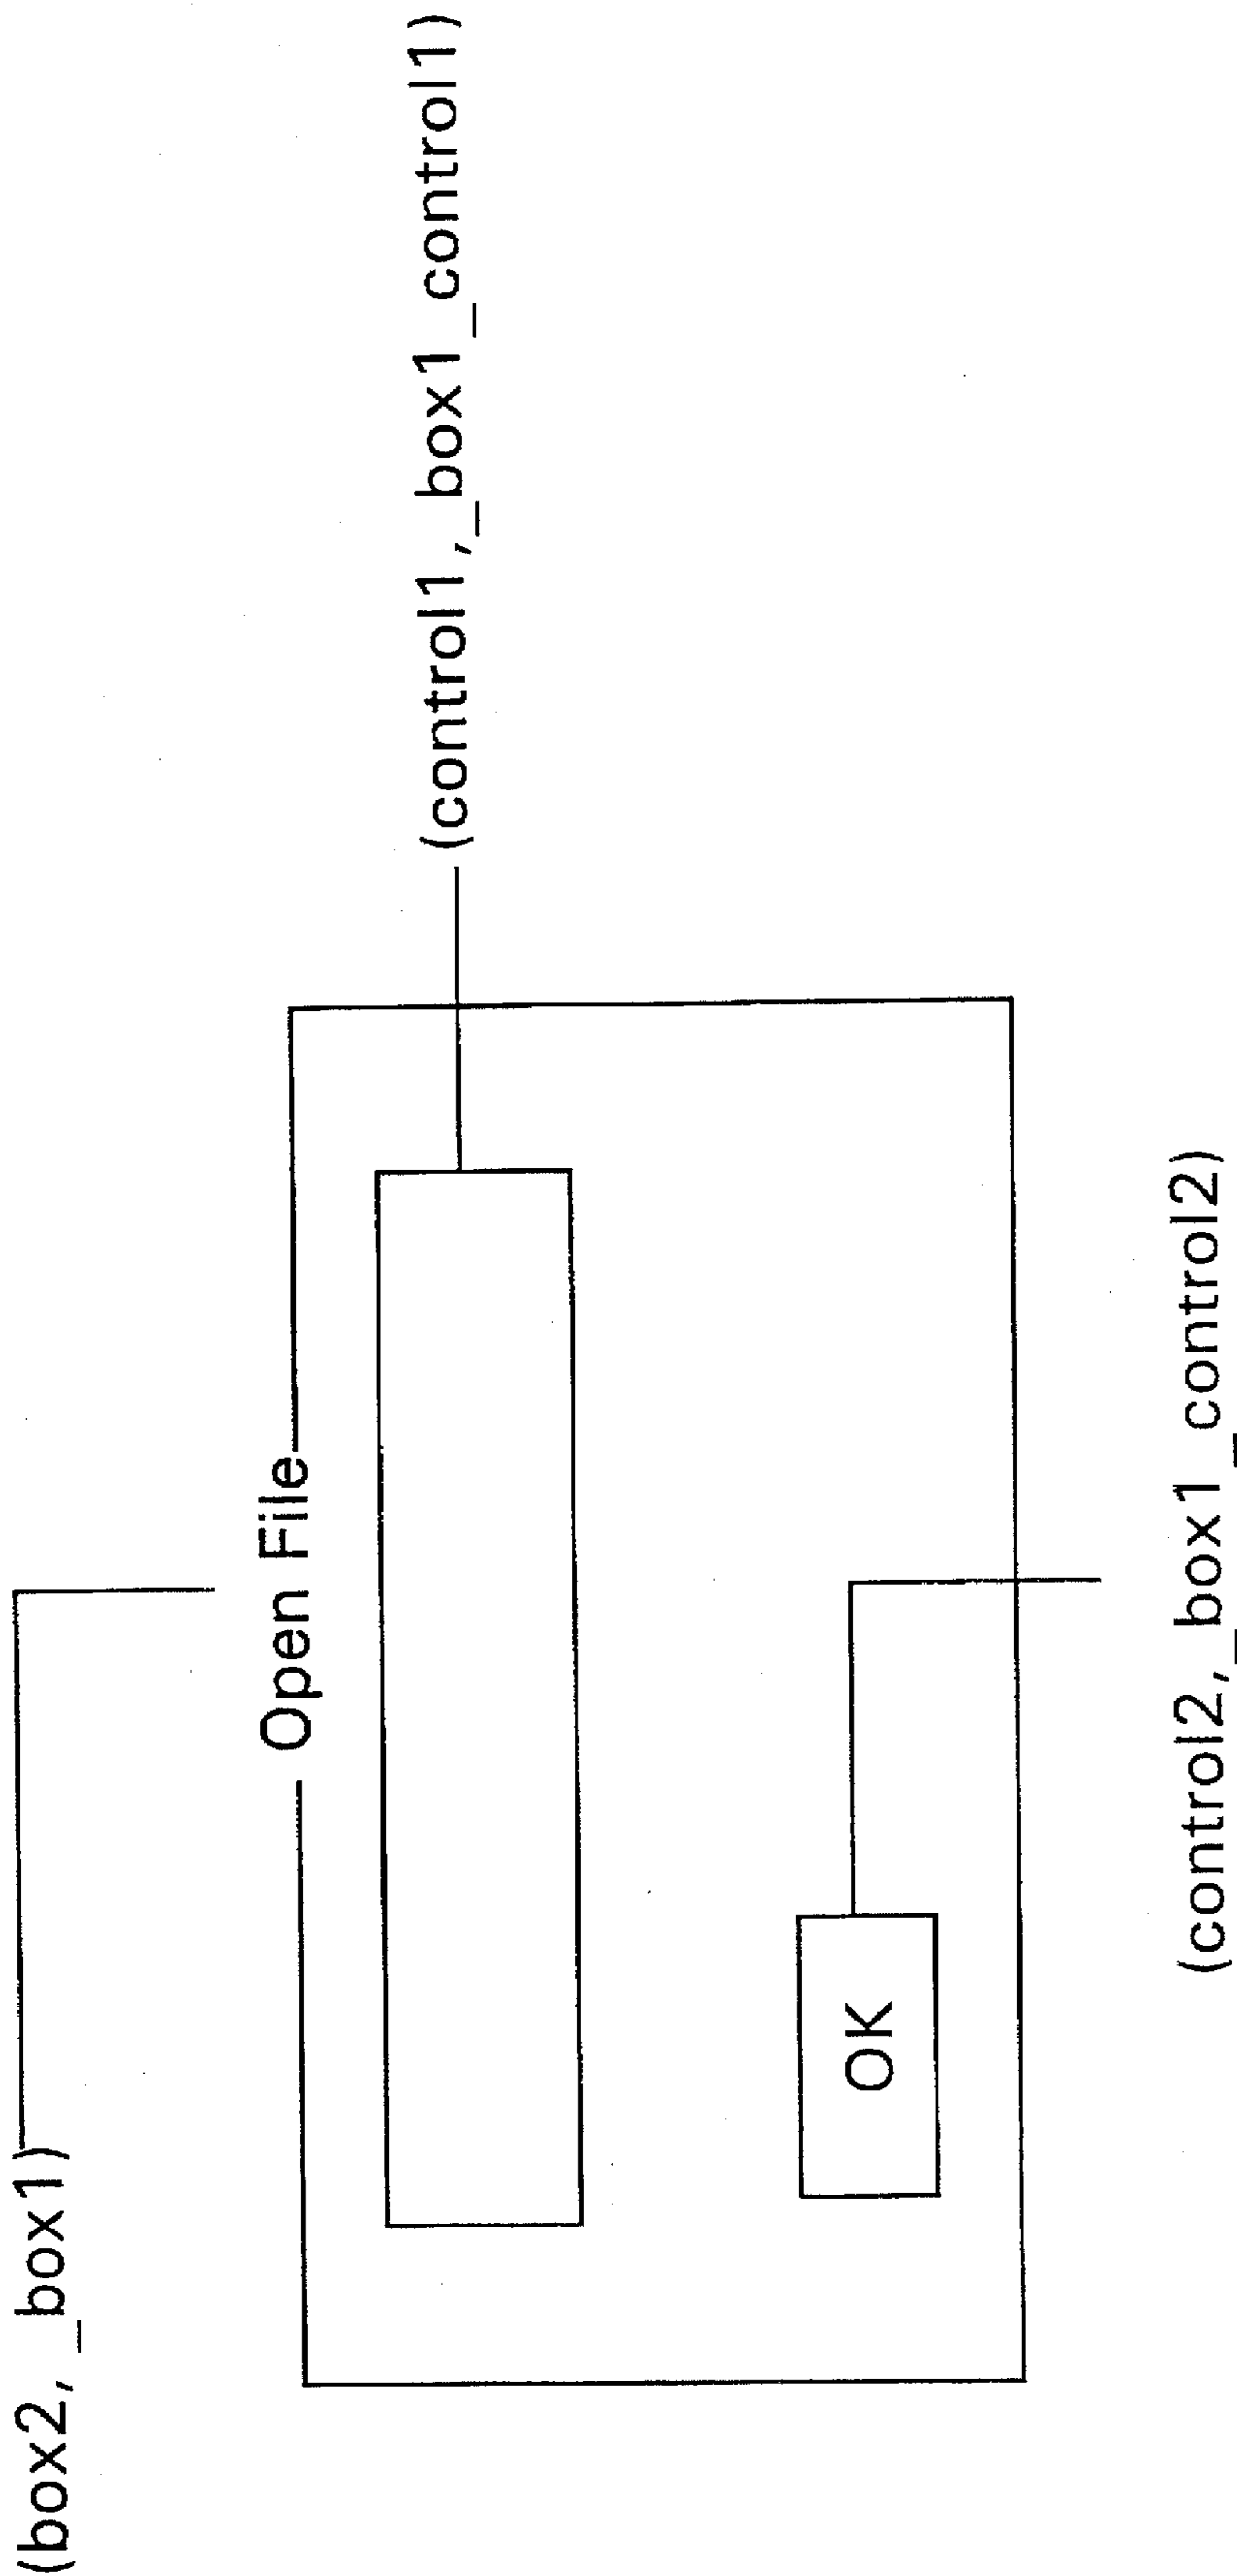 (box2, _box1)
Open File
(control1,_box1_control1)
OK
(control2,_box1_control2)